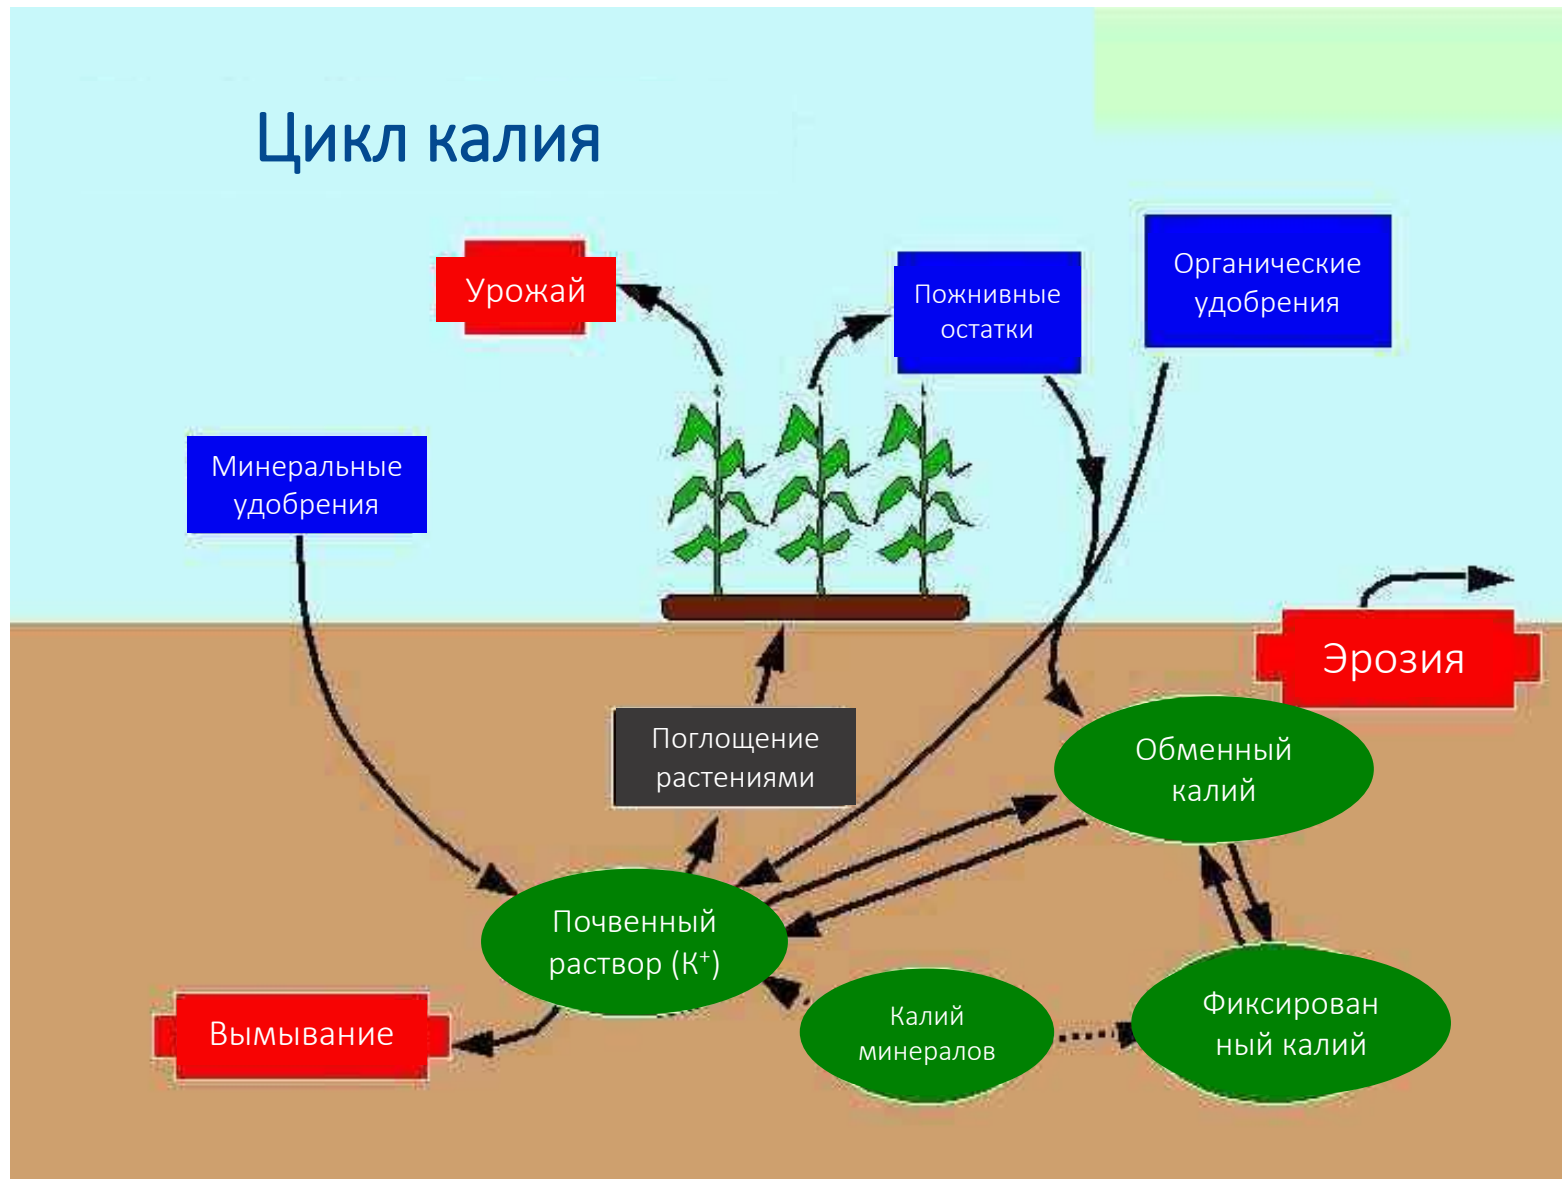 Цикл калия
Органические
удобрения
Урожай
Пожнивные
остатки
Минеральные
удобрения
Эрозия
Поглощение
растениями
Обменный
калий
Почвенный
раствор (К⁺)
Калий
минералов
Фиксирован
ный калий
Вымывание